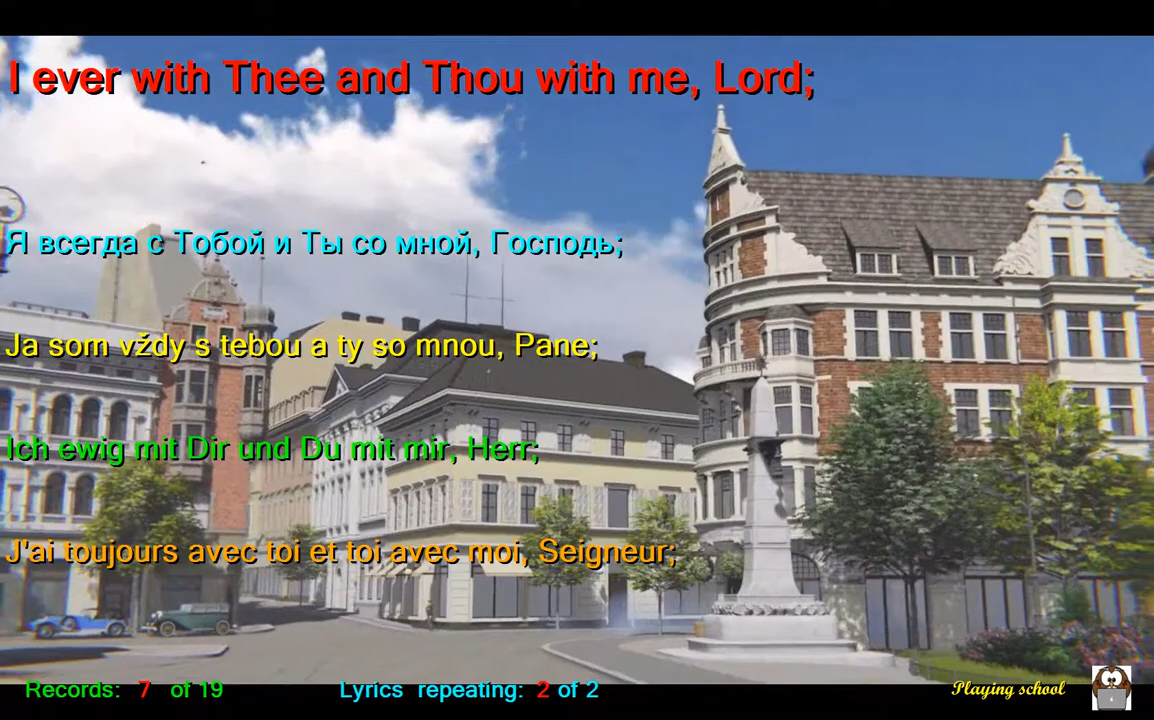 I ever with Thee and Thou with me, Lord;
Я всегда с Тобой и Ты со мной, Господь;
Ja som vždy s tebou a ty so mnou, Pane;
Ich ewig mit Dir und Du mit mir, Herr;
J'ai toujours avec toi et toi avec moi, Seigneur;
Records: 7 of 19 Lyrics repeating: 2 of 2 Playing school